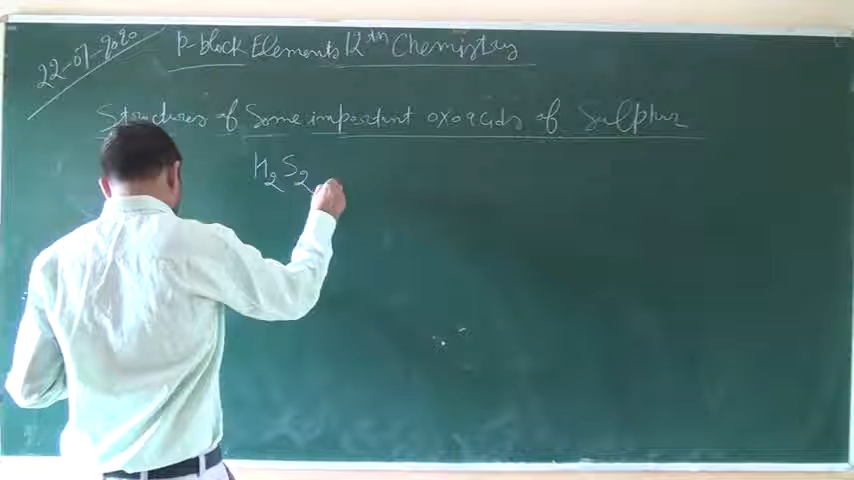 22-07-2020
P-block Elements 12th Chemistry
Structures of Some important oxoacids of Sulphur
H2S2